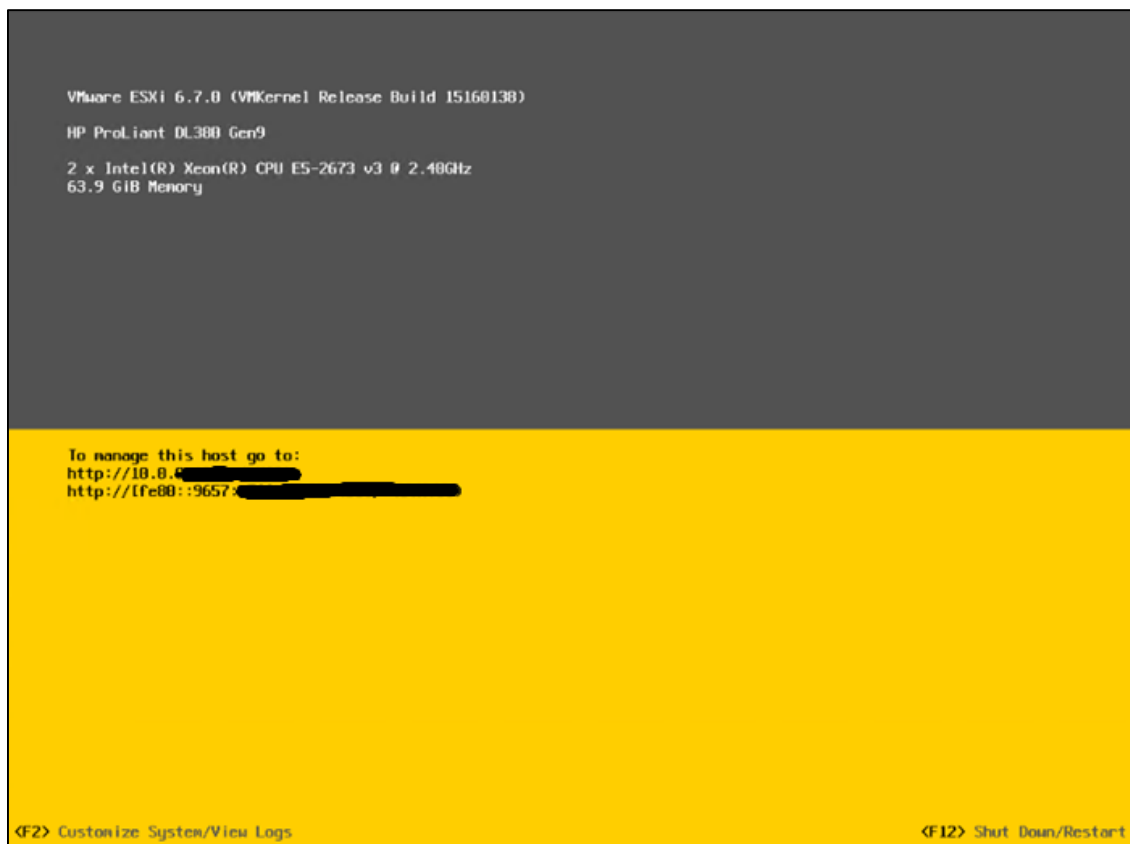 VMware ESXi 6.7.0 (VMKernel Release Build 15160138)
HP ProLiant DL380 Gen9
2 x Intel(R) Xeon(R) CPU E5-2673 v3 @ 2.40GHz
63.9 GiB Memory
To manage this host go to:
http://10.0.
http://[fe80::9657:
<F2> Customize System/View Logs
<F12> Shut Down/Restart